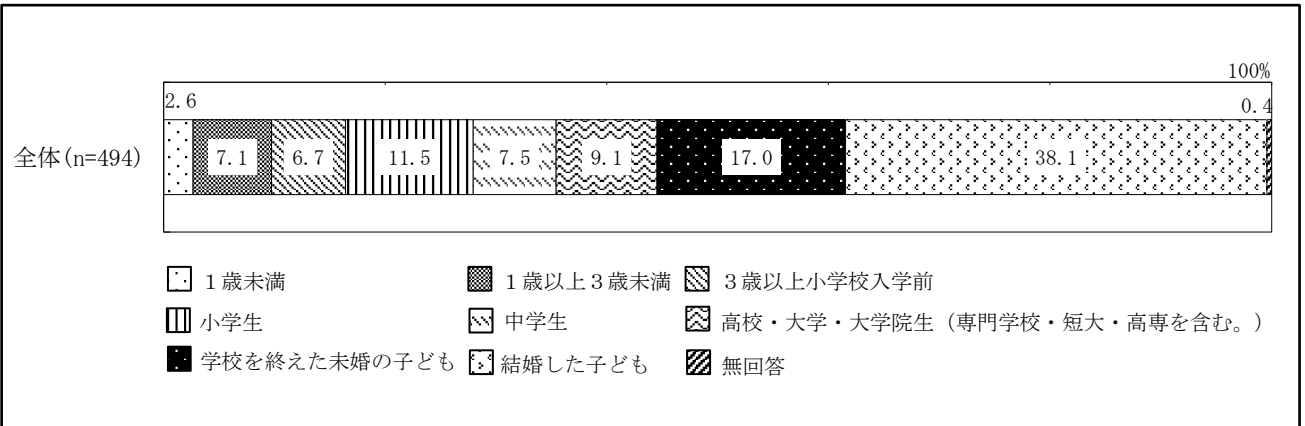 100%
2.6 0.4
全体(n=494) 7.1 6.7 11.5 7.5 9.1 17.0 38.1
１歳未満 １歳以上３歳未満 ３歳以上小学校入学前
小学生 中学生 高校・大学・大学院生（専門学校・短大・高専を含む。）
学校を終えた未婚の子ども 結婚した子ども 無回答